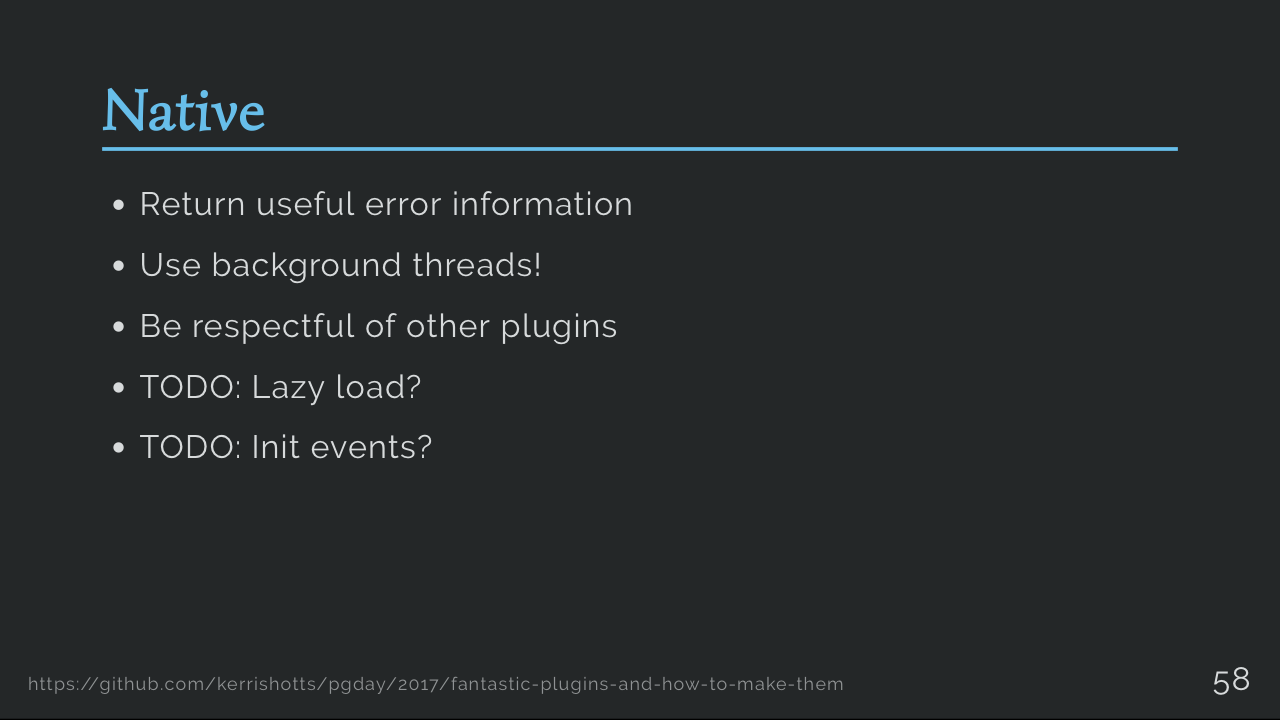 Native
• Return useful error information
• Use background threads!
• Be respectful of other plugins
• TODO: Lazy load?
• TODO: Init events?
https://github.com/kerrishotts/pgday/2017/fantastic-plugins-and-how-to-make-them
58